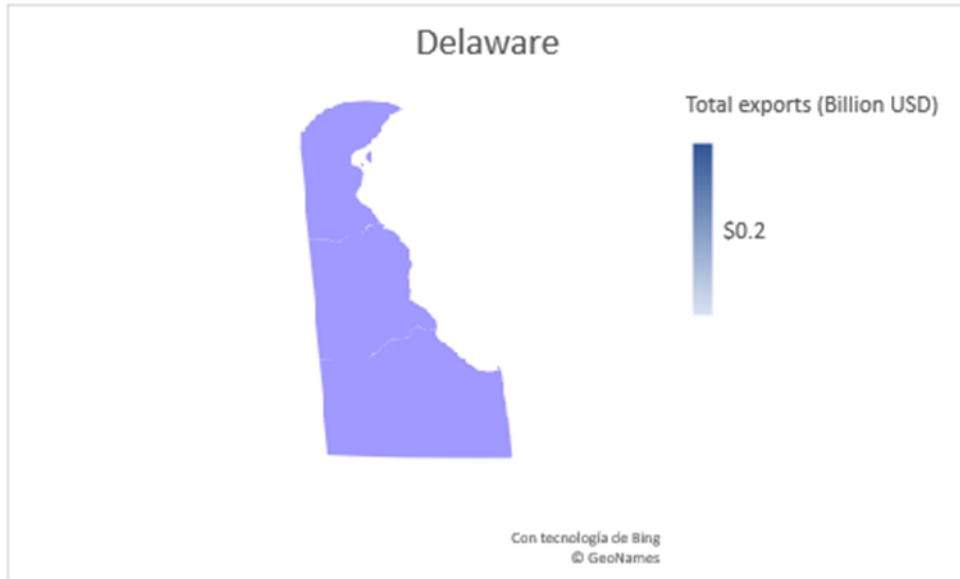 Delaware
Total exports (Billion USD)
$0.2
Con tecnología de Bing
© GeoNames